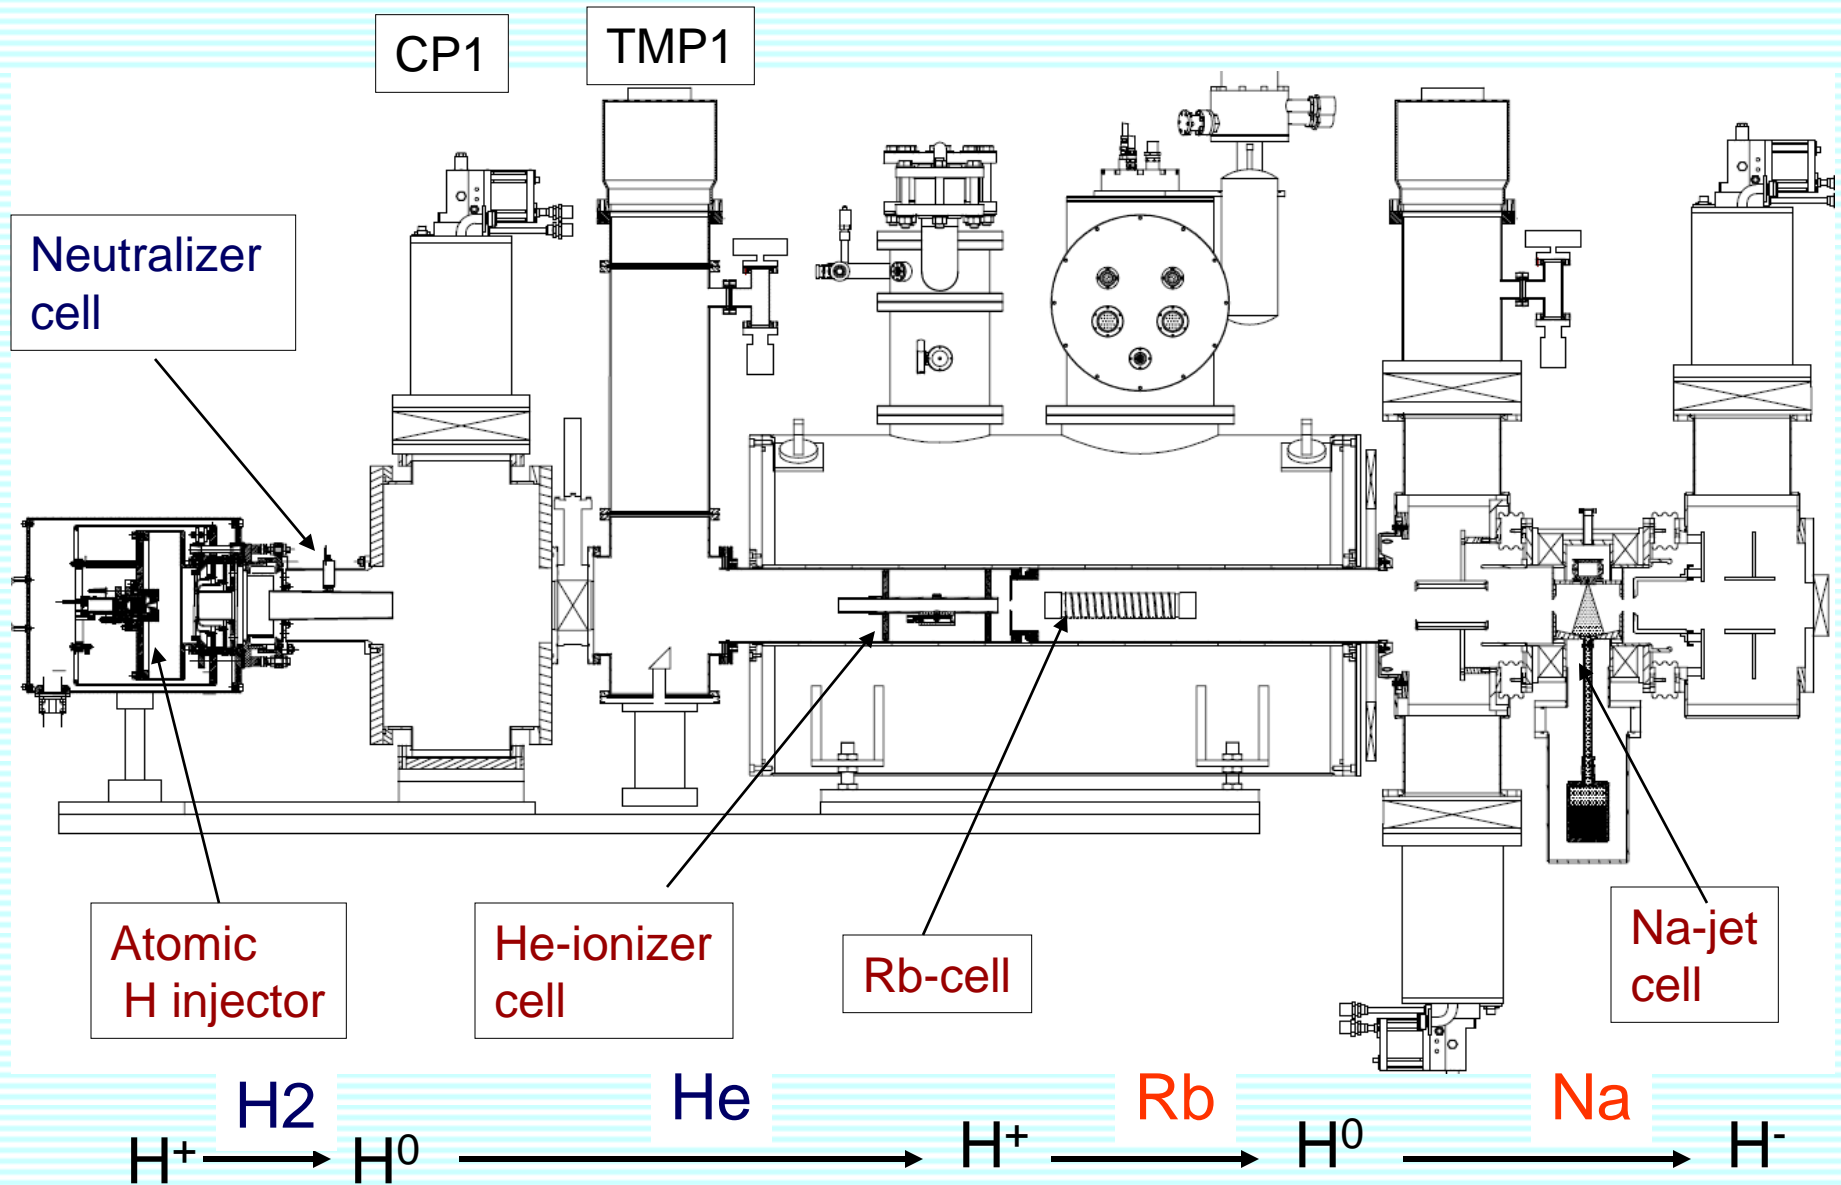 CP1
TMP1
Neutralizer
cell
Atomic
H injector
He-ionizer
cell
Rb-cell
Na-jet
cell
H2
He
Rb
Na
H+
H0
H+
H0
H-